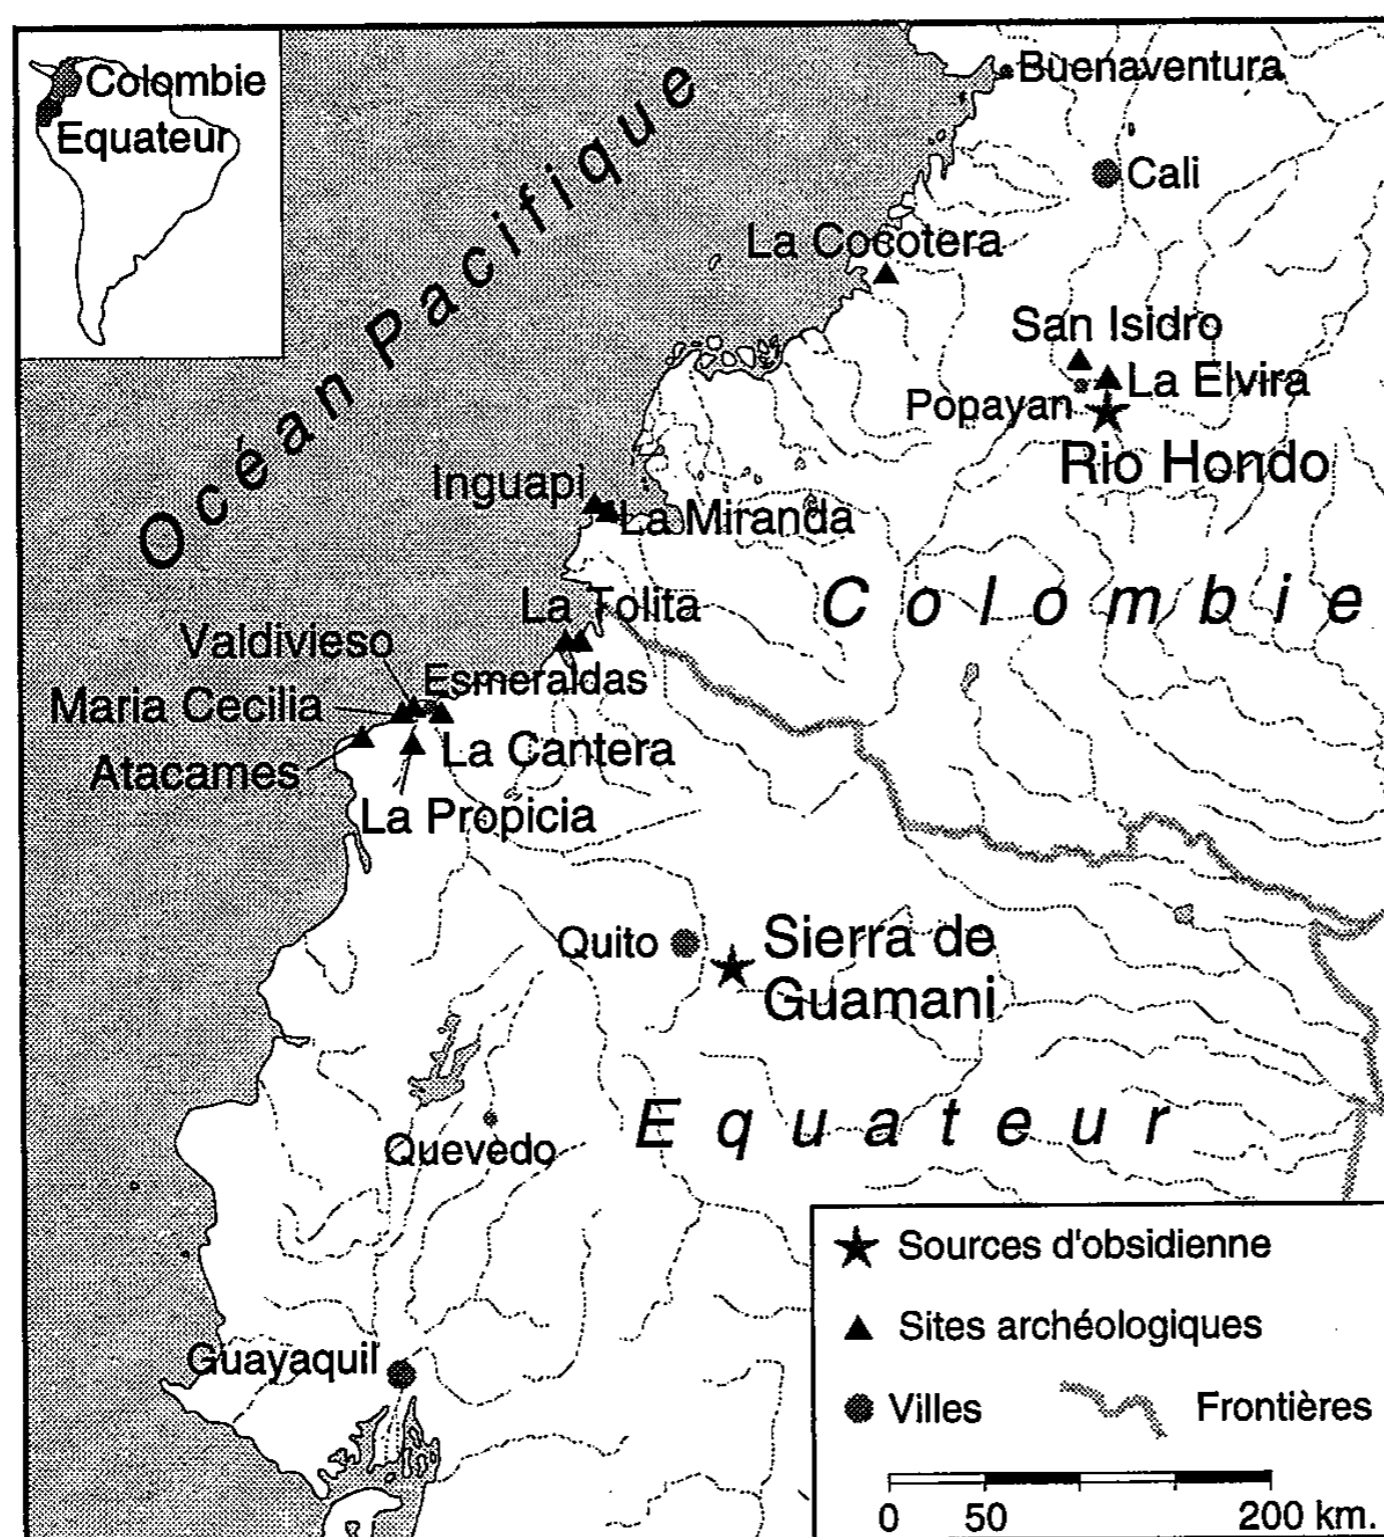 Colombie
Equateur
Océan Pacifique
Buenaventura
Cali
La Cocotera
San Isidro
La Elvira
Popayan
Rio Hondo
Inguapi
La Miranda
Colombie
La Tolita
Valdivieso
Esmeraldas
Maria Cecilia
La Cantera
Atacames
La Propicia
Quito
Sierra de
Guamani
Equateur
Quevedo
Guayaquil
Sources d'obsidienne
Sites archéologiques
Villes
Frontières
0 50 200 km.